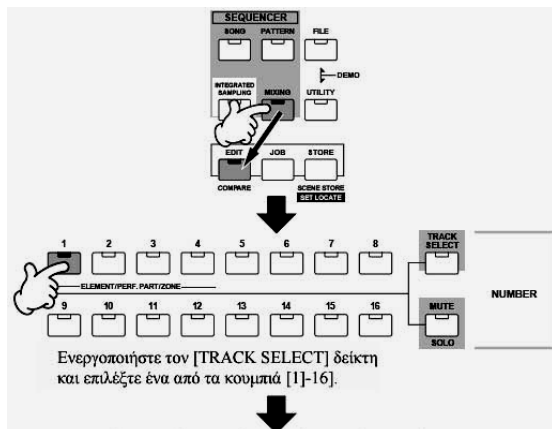 SEQUENCER
SONG PATTERN FILE
DEMO
INTEGRATED
SAMPLING MIXING UTILITY
EDIT JOB STORE
COMPARE SCENE STORE
SET LOCATE
1 2 3 4 5 6 7 8 TRACK
SELECT
ELEMENT/PERF. PART/ZONE
NUMBER
9 10 11 12 13 14 15 16 MUTE
SOLO
Ενεργοποιήστε τον [TRACK SELECT] δείκτη
και επιλέξτε ένα από τα κουμπιά [1]-16].